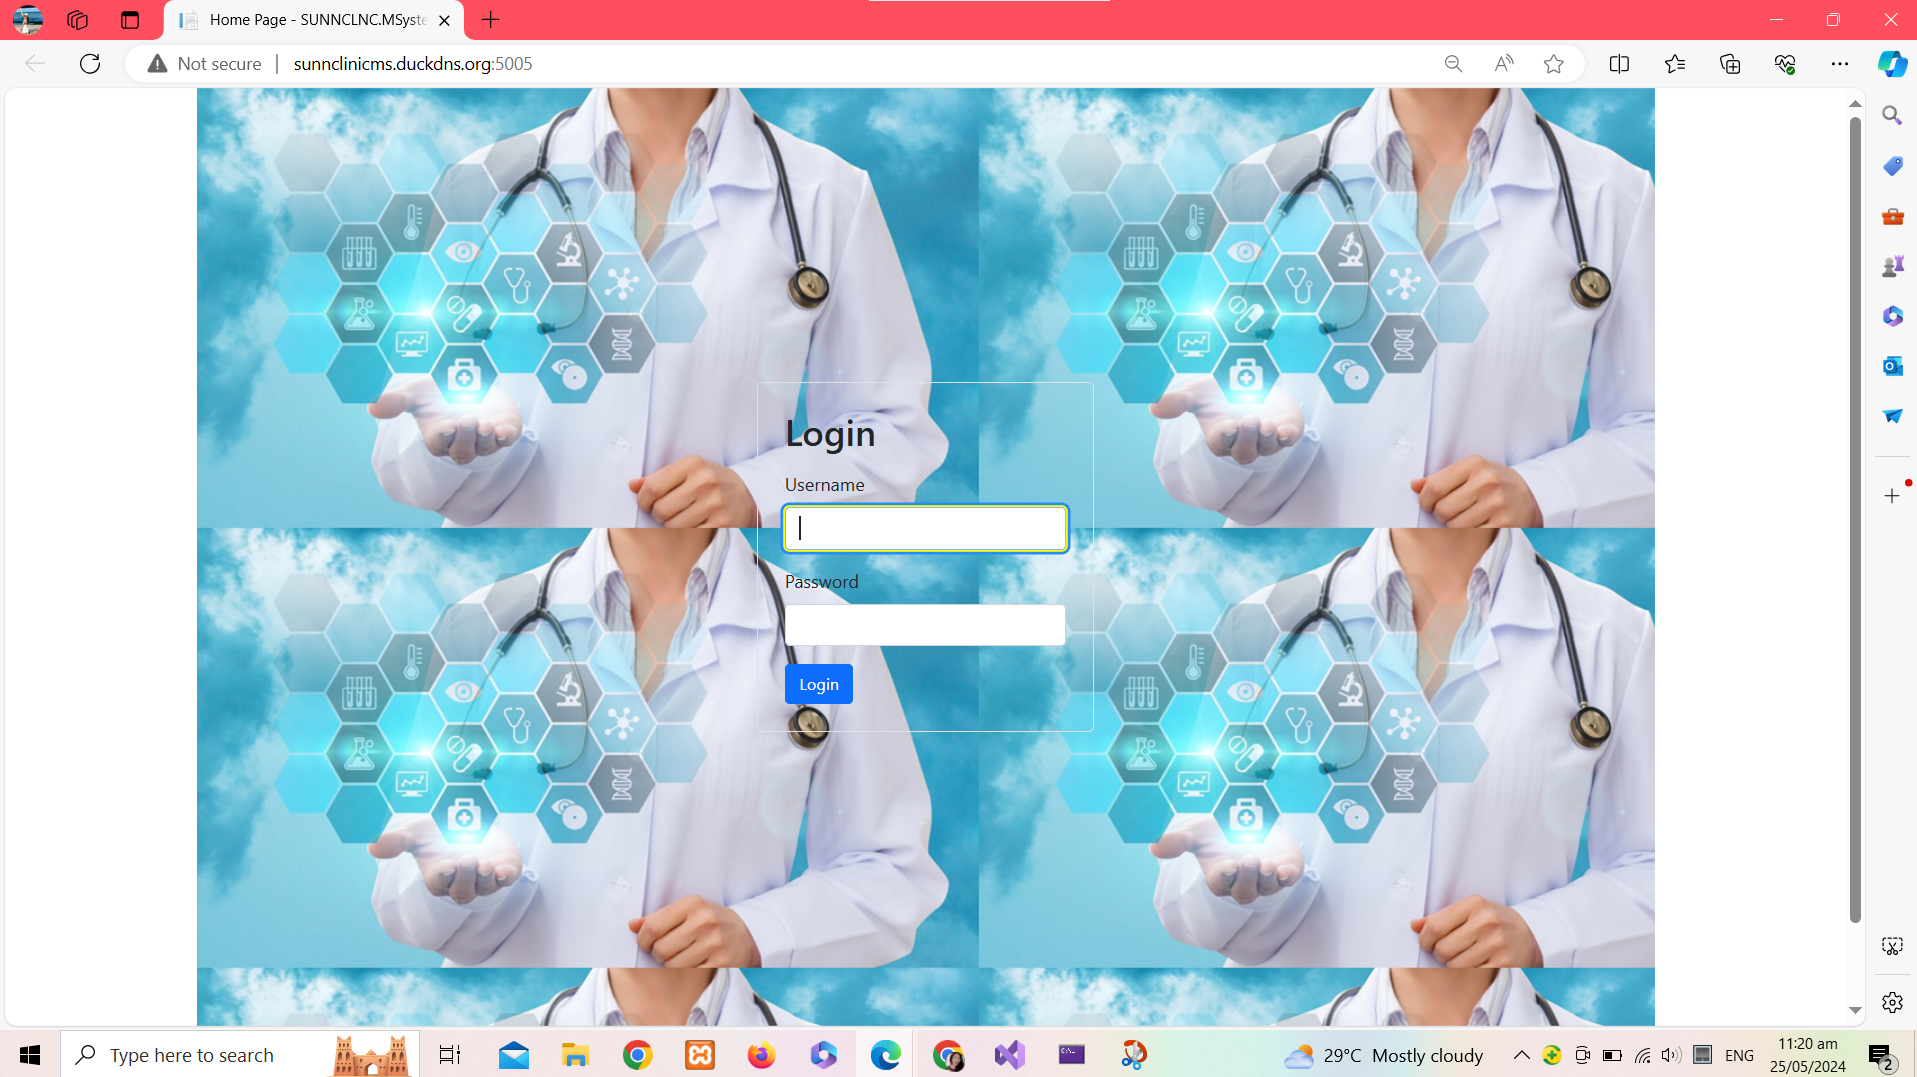 Home Page - SUNNCLNC.MSyste
Not secure
sunnclinicms.duckdns.org:5005
Login
Username
Password
Login
Type here to search
29°C Mostly cloudy
ENG
11:20 am
25/05/2024
2